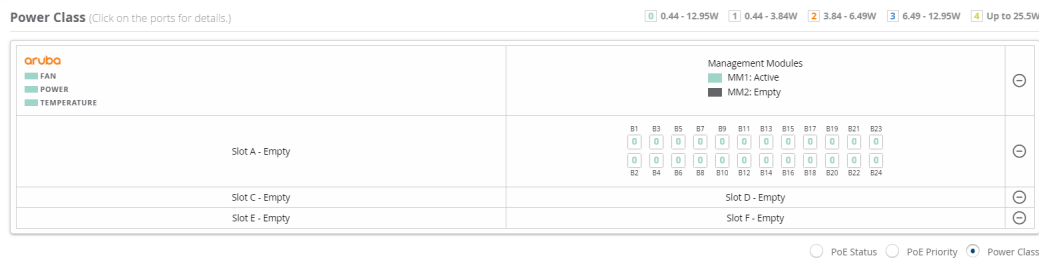 Power Class (Click on the ports for details.) 0 0.44 - 12.95W 1 0.44 - 3.84W 2 3.84 - 6.49W 3 6.49 - 12.95W 4 Up to 25.5W
aruba
FAN
POWER
TEMPERATURE
Management Modules
MM1: Active
MM2: Empty
Slot A - Empty
B1 B3 B5 B7 B9 B11 B13 B15 B17 B19 B21 B23
0 0 0 0 0 0 0 0 0 0 0 0
0 0 0 0 0 0 0 0 0 0 0 0
B2 B4 B6 B8 B10 B12 B14 B16 B18 B20 B22 B24
Slot C - Empty Slot D - Empty
Slot E - Empty Slot F - Empty
PoE Status PoE Priority Power Class